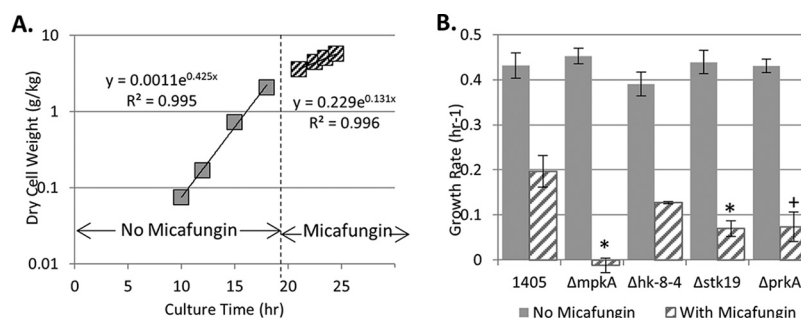 A.
Dry Cell Weight (g/kg)
10
1
0.1
0.01
y = 0.0011e^0.425x
R² = 0.995
y = 0.229e^0.131x
R² = 0.996
No Micafungin
Micafungin
0 5 10 15 20 25
Culture Time (hr)
B.
Growth Rate (hr-1)
0.5
0.4
0.3
0.2
0.1
0
* * +
1405 ΔmpkA Δhk-8-4 Δstk19 ΔprkA
No Micafungin With Micafungin